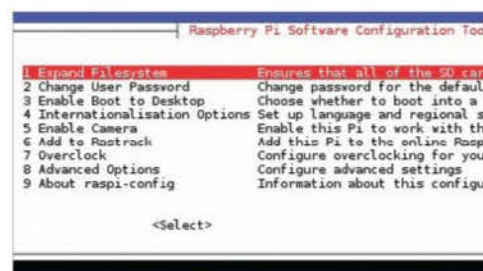 Raspberry Pi Software Configuration Too
1 Expand Filesystem Ensures that all of the SD car
2 Change User Password Change password for the defaul
3 Enable Boot to Desktop Choose whether to boot into a
4 Internationalisation Options Set up language and regional s
5 Enable Camera Enable this Pi to work with th
6 Add to Rastrack Add this Pi to the online Rasp
7 Overclock Configure overclocking for you
8 Advanced Options Configure advanced settings
9 About raspi-config Information about this configu
<Select>